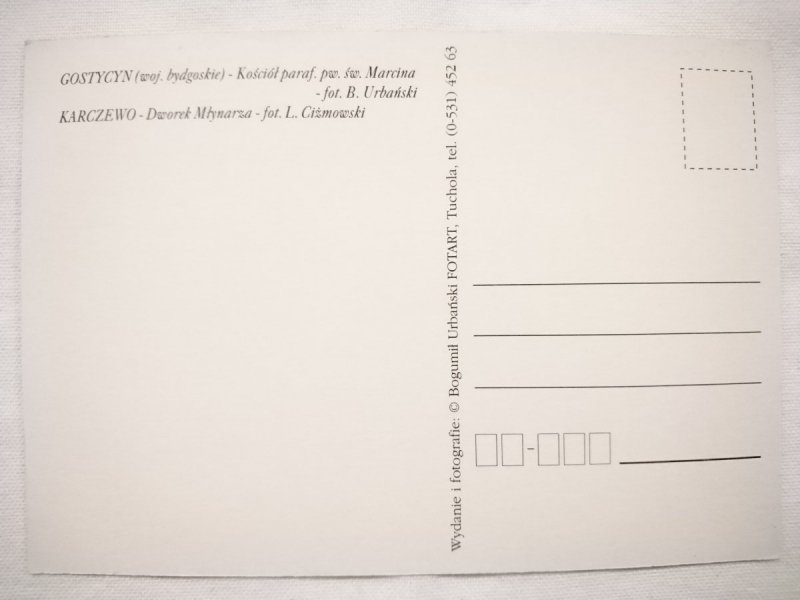 GOSTYCYN (woj. bydgoskie) - Kościół paraf. pw. św. Marcina
- fot. B. Urbański
KARCZEWO - Dworek Młynarza - fot. L. Ciżmowski
Wydanie i fotografie: © Bogumił Urbański FOTART, Tuchola, tel. (0-531) 452 63